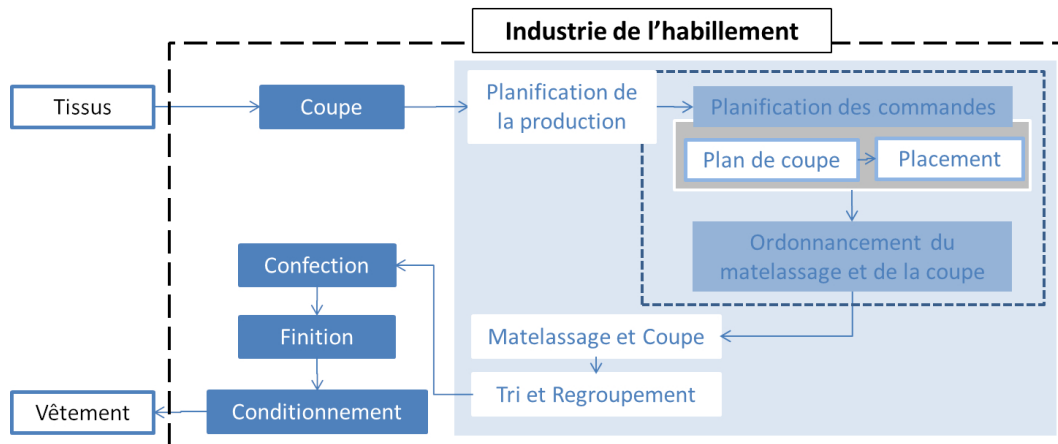 Industrie de l’habillement
Tissus
Coupe
Planification de
la production
Planification des commandes
Plan de coupe
Placement
Ordonnancement du
matelassage et de la coupe
Confection
Finition
Matelassage et Coupe
Tri et Regroupement
Vêtement
Conditionnement